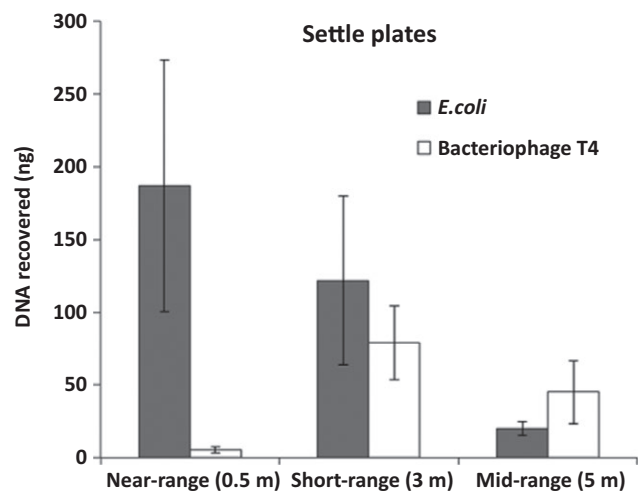 Settle plates
E.coli
Bacteriophage T4
DNA recovered (ng)
300
250
200
150
100
50
0
Near-range (0.5 m) Short-range (3 m) Mid-range (5 m)